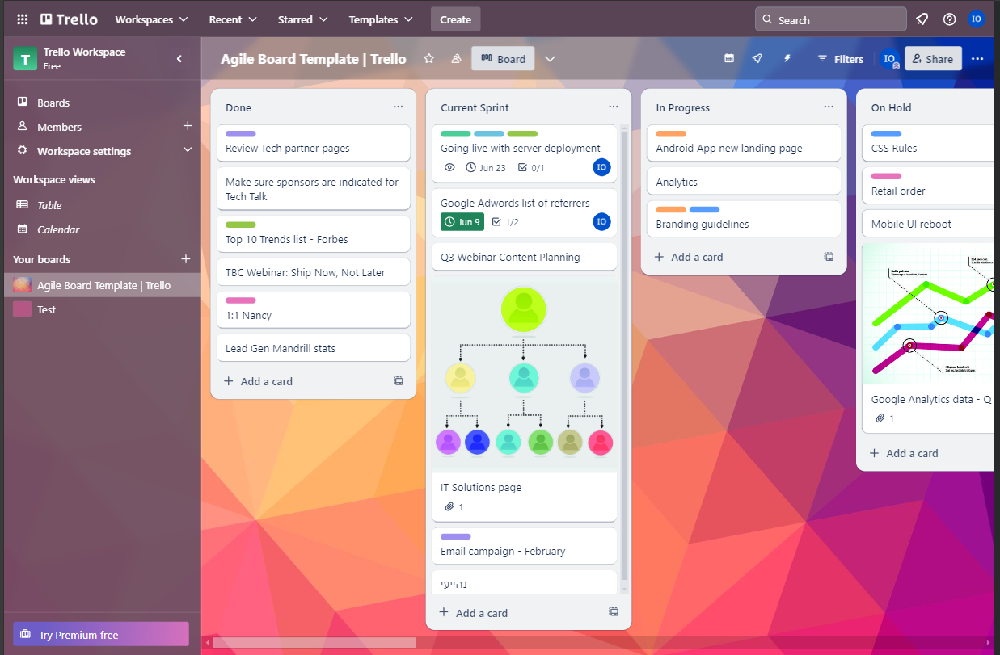 Trello
Workspaces
Recent
Starred
Templates
Create
Search
IO
T
Trello Workspace
Free
Boards
Members
Workspace settings
Workspace views
Table
Calendar
Your boards
Agile Board Template | Trello
Test
Try Premium free
Agile Board Template | Trello
Board
Filters
IO
Share
Done
Review Tech partner pages
Make sure sponsors are indicated for
Tech Talk
Top 10 Trends list - Forbes
TBC Webinar: Ship Now, Not Later
1:1 Nancy
Lead Gen Mandrill stats
Add a card
Current Sprint
Going live with server deployment
Jun 23
0/1
IO
Google Adwords list of referrers
Jun 9
1/2
IO
Q3 Webinar Content Planning
IT Solutions page
1
Email campaign - February
נהייעי
Add a card
In Progress
Android App new landing page
Analytics
Branding guidelines
Add a card
On Hold
CSS Rules
Retail order
Mobile UI reboot
Google Analytics data - Q1
1
Add a card